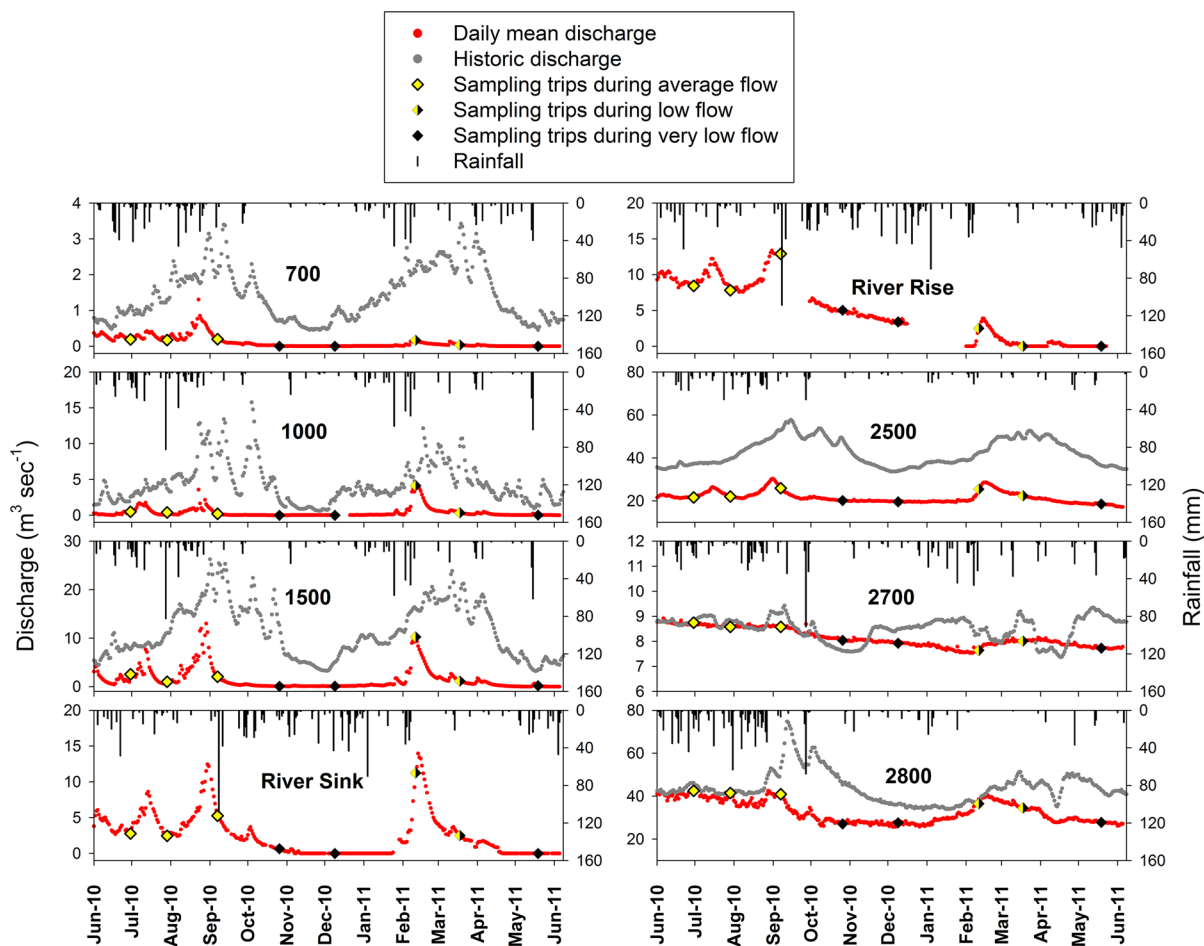 Daily mean discharge
Historic discharge
Sampling trips during average flow
Sampling trips during low flow
Sampling trips during very low flow
Rainfall
Discharge (m³ sec⁻¹)
4
3
2
1
0
700
0
40
80
120
160
20
15
10
5
0
1000
0
40
80
120
160
30
20
10
0
1500
0
40
80
120
160
20
15
10
5
0
River Sink
0
40
80
120
160
Jun-10
Jul-10
Aug-10
Sep-10
Oct-10
Nov-10
Dec-10
Jan-11
Feb-11
Mar-11
Apr-11
May-11
Jun-11
20
15
10
5
0
River Rise
0
40
80
120
160
80
60
40
20
2500
0
40
80
120
160
12
11
10
9
8
7
6
2700
0
40
80
120
160
80
60
40
20
2800
0
40
80
120
160
Jun-10
Jul-10
Aug-10
Sep-10
Oct-10
Nov-10
Dec-10
Jan-11
Feb-11
Mar-11
Apr-11
May-11
Jun-11
Rainfall (mm)